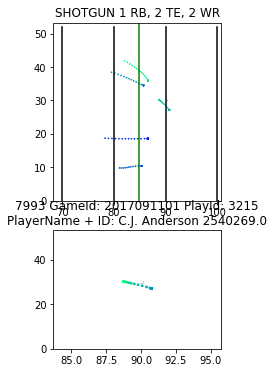 SHOTGUN 1 RB, 2 TE, 2 WR
50
40
30
20
10
0
70 80 90 100
7993 GameId: 2017091101 PlayId: 3215
PlayerName + ID: C.J. Anderson 2540269.0
40
20
0
85.0 87.5 90.0 92.5 95.0